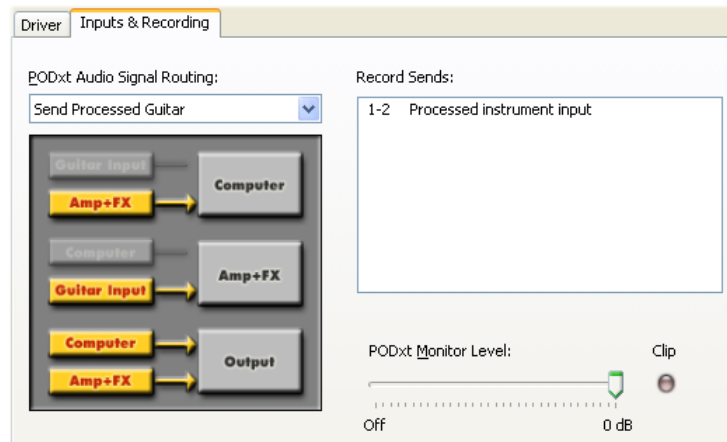 Driver
Inputs & Recording
PODxt Audio Signal Routing:
Send Processed Guitar
Guitar Input
Amp+FX
Computer
Computer
Guitar Input
Amp+FX
Computer
Amp+FX
Output
Record Sends:
1-2 Processed instrument input
PODxt Monitor Level:
Clip
Off
0 dB